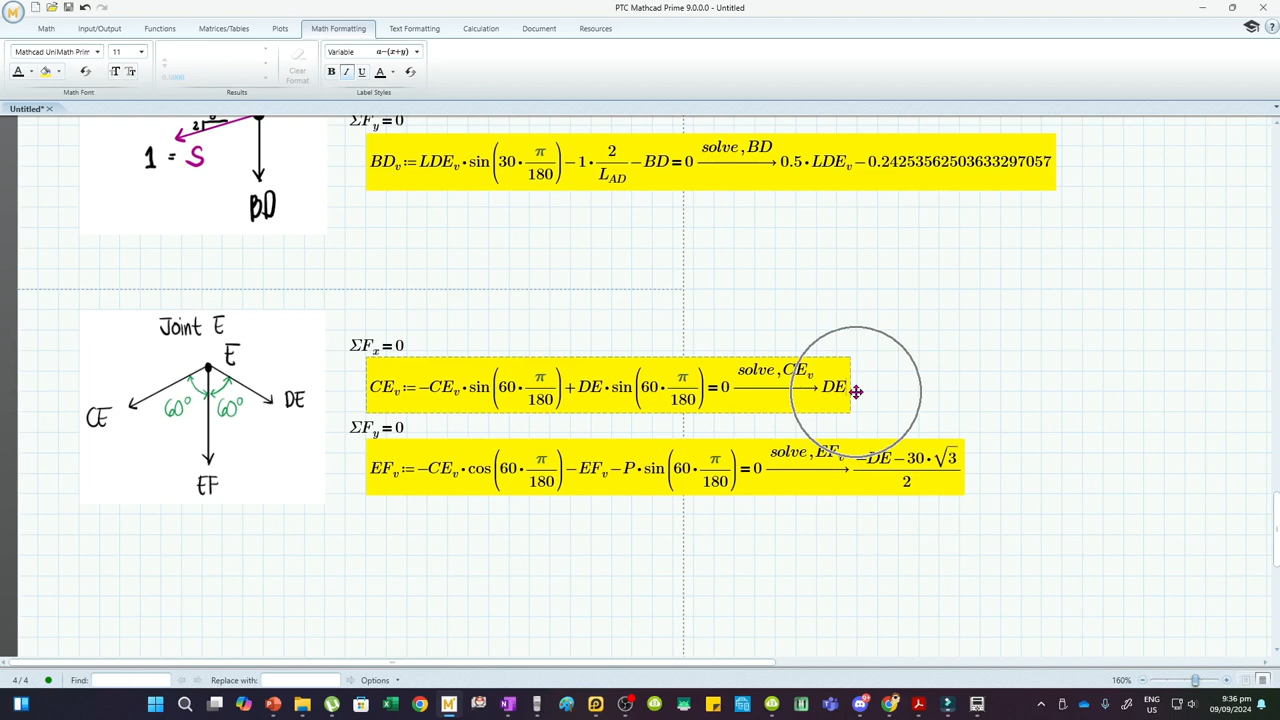 PTC Mathcad Prime 9.0.0.0 - Untitled
Math Input/Output Functions Matrices/Tables Plots Math Formatting Text Formatting Calculation Document Resources
Mathcad UniMath Prim 11 Variable a−(x+y)
Clear
Format
B I U A
0.5000
Math Font Results Label Styles
Untitled*
ΣF_y=0
1 = S
BD
BD_v:=LDE_v•sin(30•π/180)−1•2/L_AD−BD=0 solve,BD → 0.5•LDE_v−0.24253562503633297057
Joint E
E
CE 60° 60° DE
EF
ΣF_x=0
CE_v:=−CE_v•sin(60•π/180)+DE•sin(60•π/180)=0 solve,CE_v → DE
ΣF_y=0
EF_v:=−CE_v•cos(60•π/180)−EF_v−P•sin(60•π/180)=0 solve,EF_v → (−DE−30•√3)/2
4/4 Find: Replace with: Options 160%
ENG
US
9:36 pm
09/09/2024